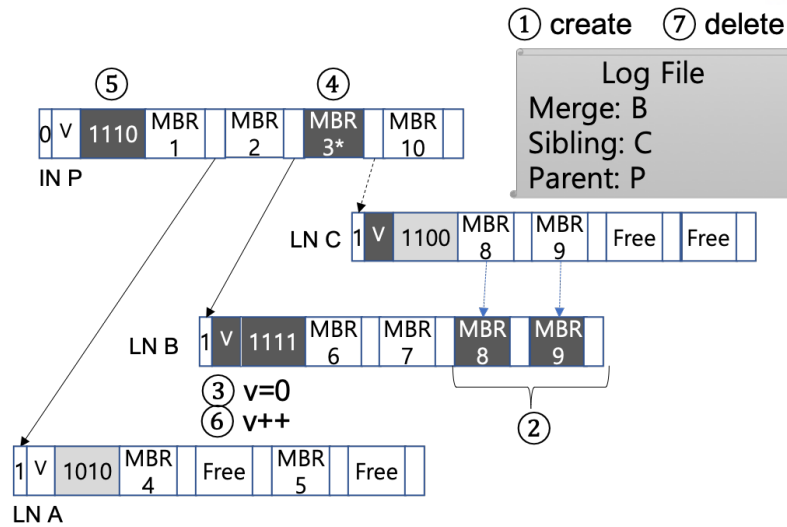 ① create ⑦ delete
Log File
Merge: B
Sibling: C
Parent: P
⑤ ④
0 V 1110 MBR 1 MBR 2 MBR 3* MBR 10
IN P
LN C 1 V 1100 MBR 8 MBR 9 Free Free
LN B 1 V 1111 MBR 6 MBR 7 MBR 8 MBR 9
③ v=0
⑥ v++
②
1 V 1010 MBR 4 Free MBR 5 Free
LN A